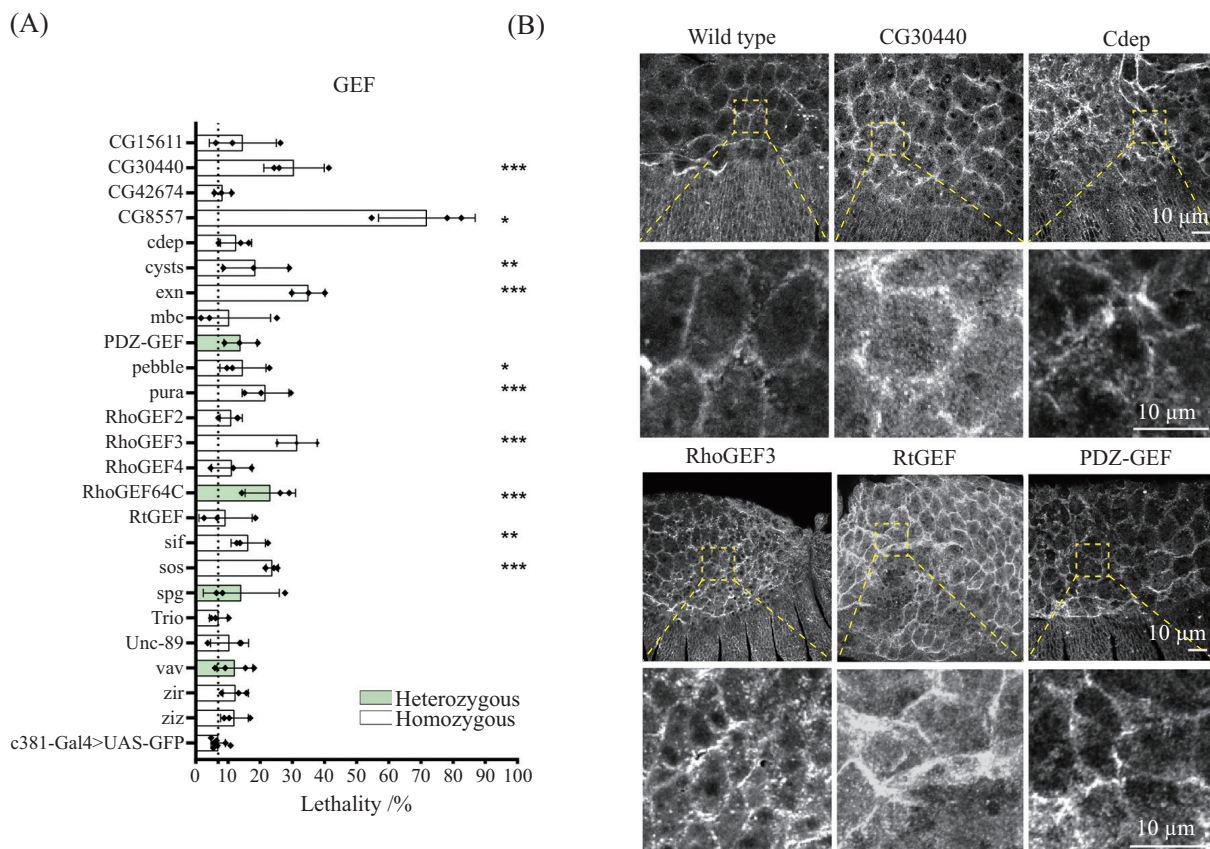 (A)
GEF
CG15611
CG30440
***
CG42674
CG8557
*
cdep
cysts
**
exn
***
mbc
PDZ-GEF
pebble
*
pura
***
RhoGEF2
RhoGEF3
***
RhoGEF4
RhoGEF64C
***
RtGEF
sif
**
sos
***
spg
Trio
Unc-89
vav
zir
ziz
c381-Gal4>UAS-GFP
Heterozygous
Homozygous
0 10 20 30 40 50 60 70 80 90 100
Lethality /%
(B)
Wild type CG30440 Cdep
10 µm
10 µm
RhoGEF3 RtGEF PDZ-GEF
10 µm